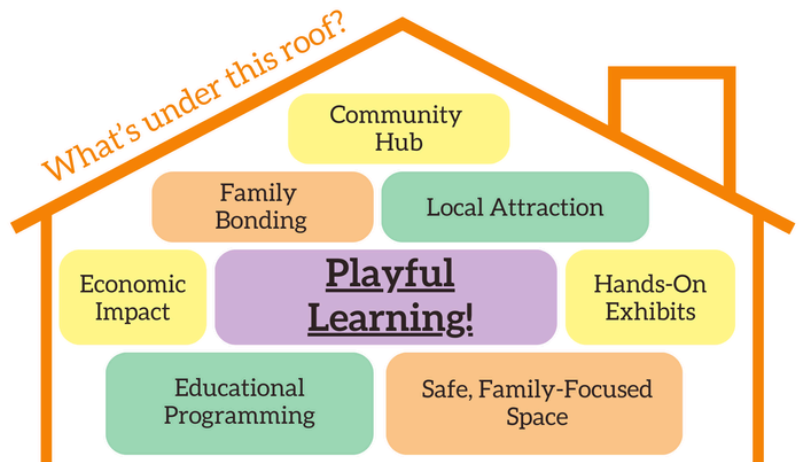 What's under this roof?
Community
Hub
Family
Bonding
Local Attraction
Economic
Impact
Playful
Learning!
Hands-On
Exhibits
Educational
Programming
Safe, Family-Focused
Space